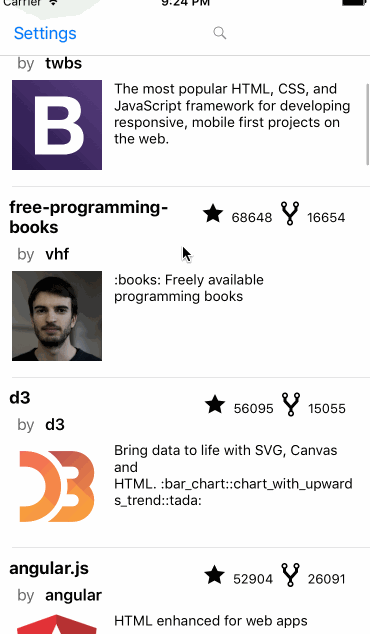 Carrier 9:24 PM
Settings
by twbs
B
The most popular HTML, CSS, and
JavaScript framework for developing
responsive, mobile first projects on
the web.
free-programming-
books
68648 16654
by vhf
:books: Freely available
programming books
d3
56095 15055
by d3
Bring data to life with SVG, Canvas
and
HTML. :bar_chart::chart_with_upward
s_trend::tada:
angular.js
52904 26091
by angular
HTML enhanced for web apps